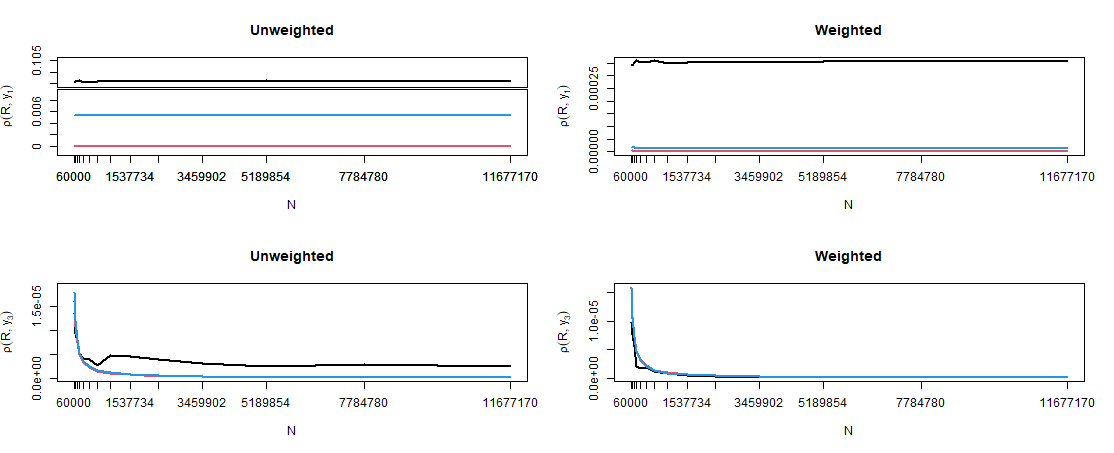 Unweighted
ρ(R, y₁)
0.105
0.006
0
60000 1537734 3459902 5189854 7784780 11677170
N
Weighted
ρ(R, y₁)
0.00025
0.00000
60000 1537734 3459902 5189854 7784780 11677170
N
Unweighted
ρ(R, y₃)
1.5e-05
0.0e+00
60000 1537734 3459902 5189854 7784780 11677170
N
Weighted
ρ(R, y₃)
1.0e-05
0.0e+00
60000 1537734 3459902 5189854 7784780 11677170
N